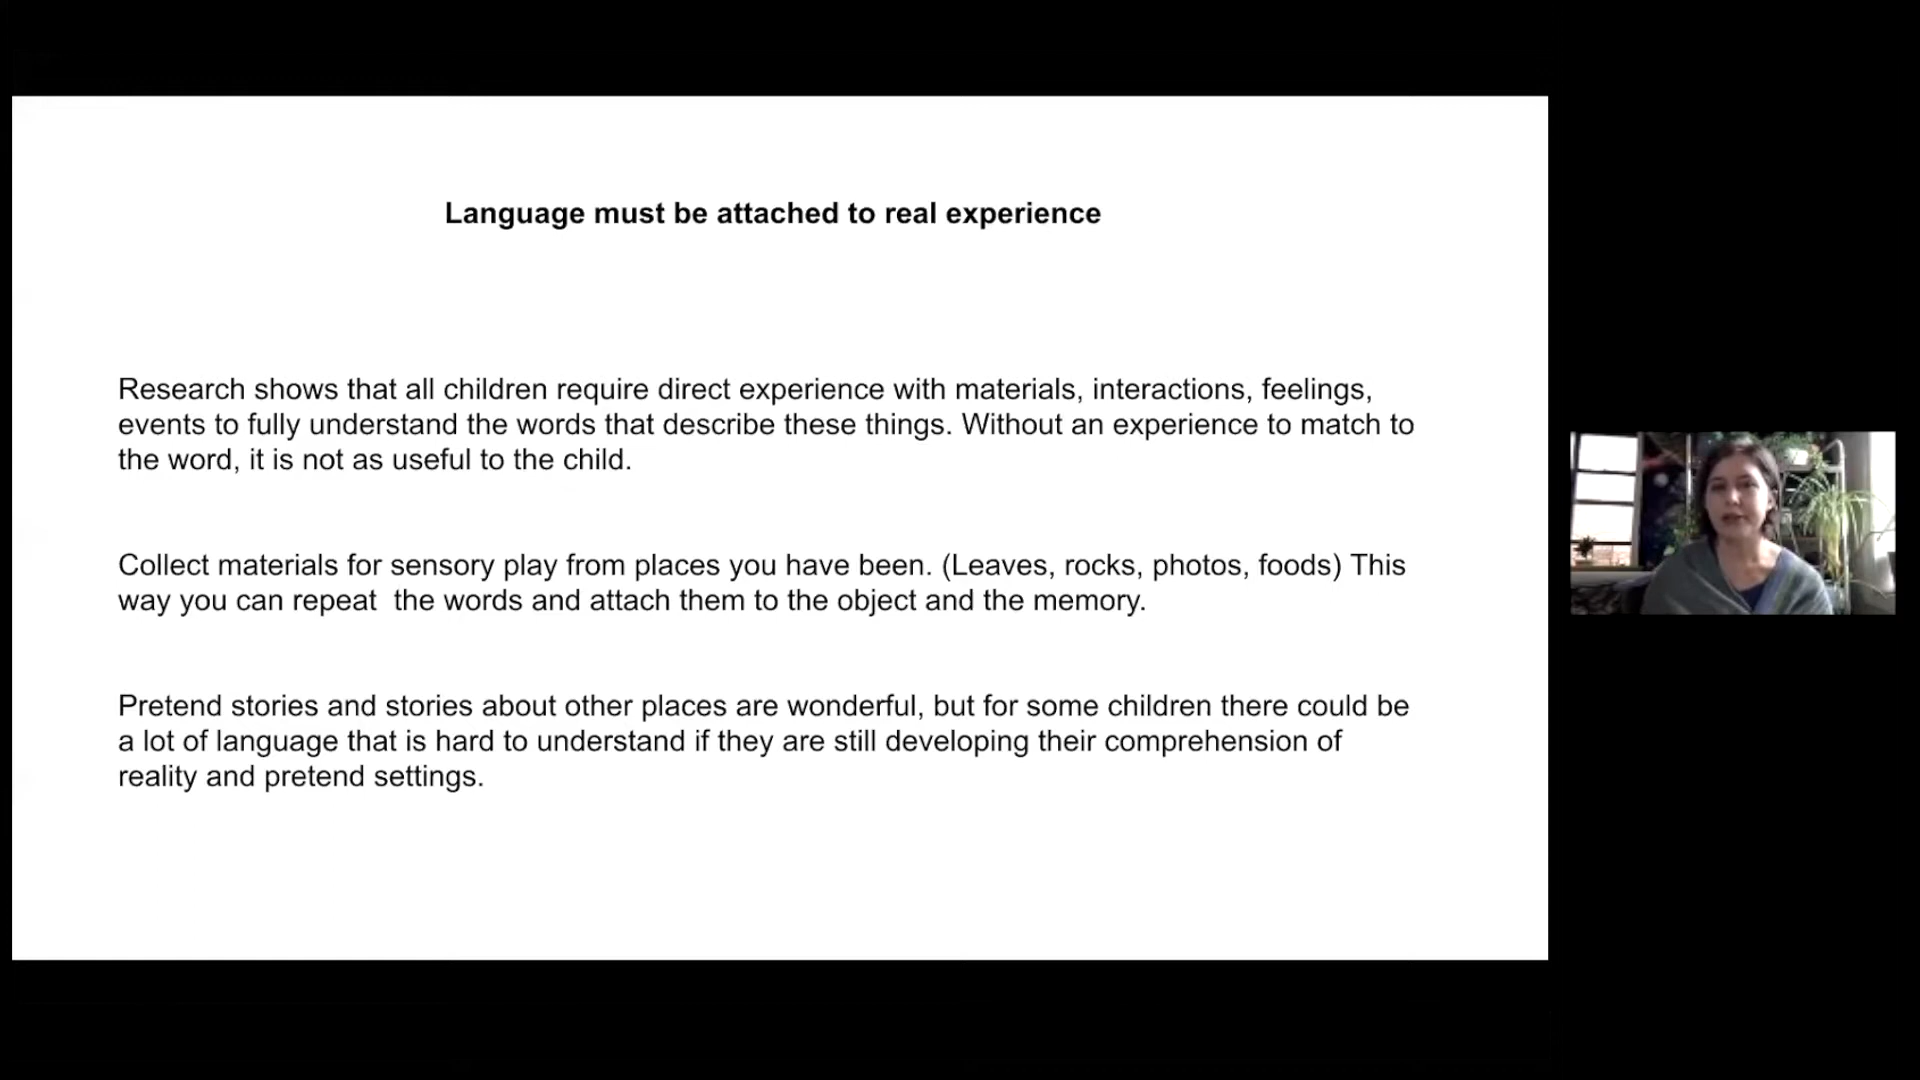 Language must be attached to real experience
Research shows that all children require direct experience with materials, interactions, feelings,
events to fully understand the words that describe these things. Without an experience to match to
the word, it is not as useful to the child.
Collect materials for sensory play from places you have been. (Leaves, rocks, photos, foods) This
way you can repeat  the words and attach them to the object and the memory.
Pretend stories and stories about other places are wonderful, but for some children there could be
a lot of language that is hard to understand if they are still developing their comprehension of
reality and pretend settings.